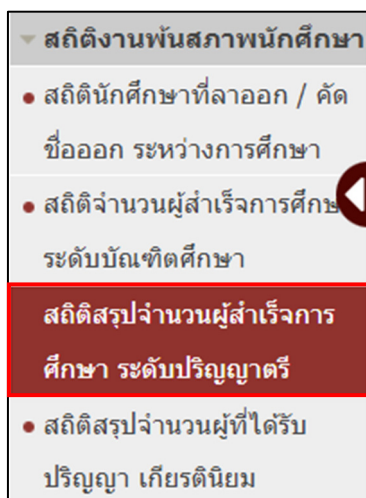 สถิติงานพ้นสภาพนักศึกษา
สถิตินักศึกษาที่ลาออก / คัด
ชื่อออก ระหว่างการศึกษา
สถิติจำนวนผู้สำเร็จการศึกษ
ระดับบัณฑิตศึกษา
สถิติสรุปจำนวนผู้สำเร็จการ
ศึกษา ระดับปริญญาตรี
สถิติสรุปจำนวนผู้ที่ได้รับ
ปริญญา เกียรตินิยม